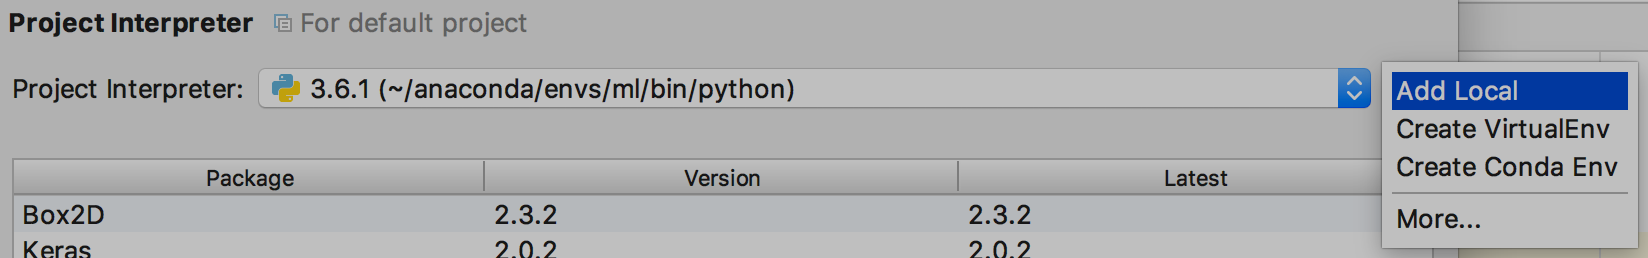 Project Interpreter For default project
Project Interpreter: 3.6.1 (~/anaconda/envs/ml/bin/python)
Add Local
Create VirtualEnv
Create Conda Env
More...
Package Version Latest
Box2D 2.3.2 2.3.2
Keras 2.0.2 2.0.2